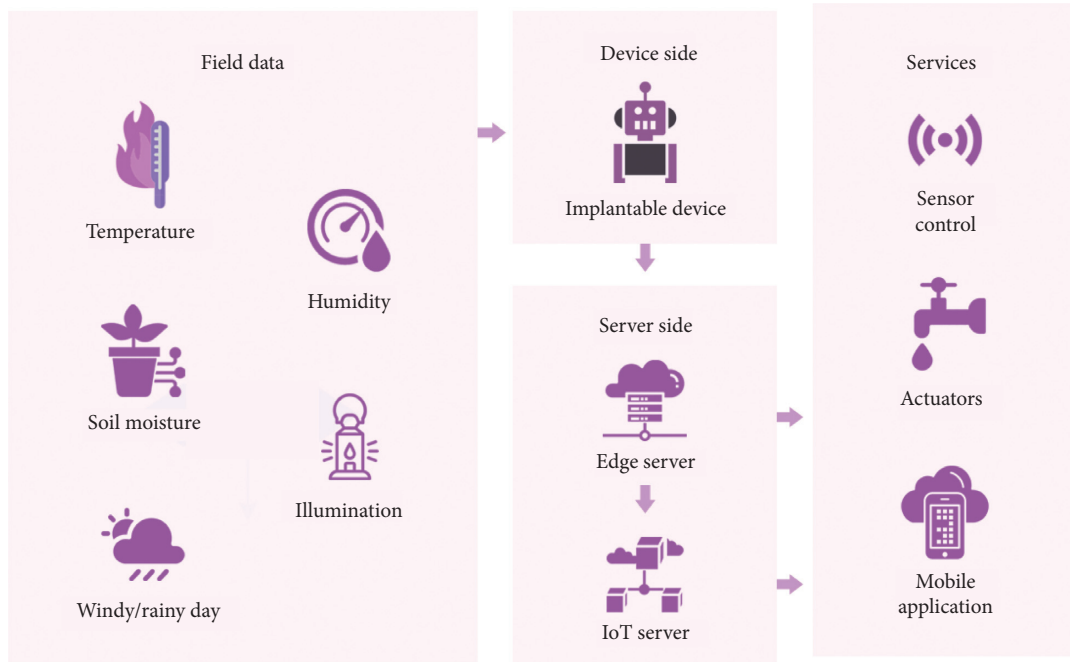 Field data
Temperature
Humidity
Soil moisture
Illumination
Windy/rainy day
Device side
Implantable device
Server side
Edge server
IoT server
Services
Sensor
control
Actuators
Mobile
application